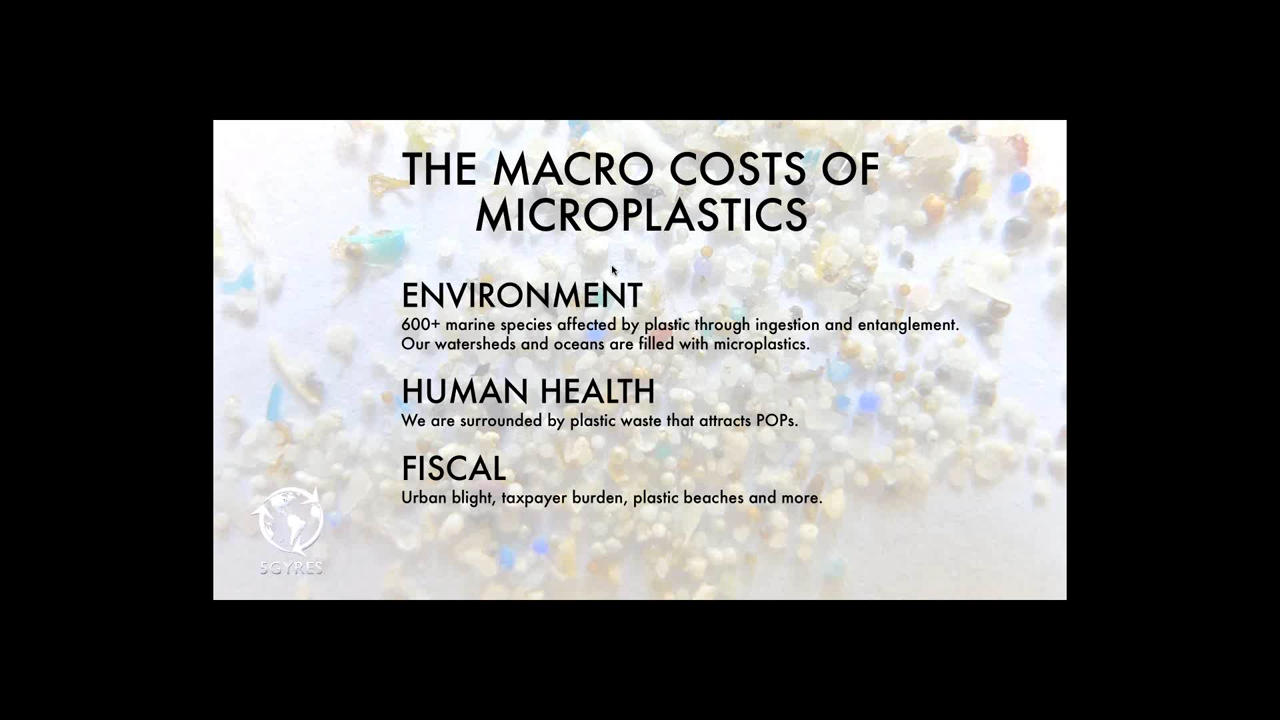 THE MACRO COSTS OF
MICROPLASTICS
ENVIRONMENT
600+ marine species affected by plastic through ingestion and entanglement.
Our watersheds and oceans are filled with microplastics.
HUMAN HEALTH
We are surrounded by plastic waste that attracts POPs.
FISCAL
Urban blight, taxpayer burden, plastic beaches and more.
5GYRES